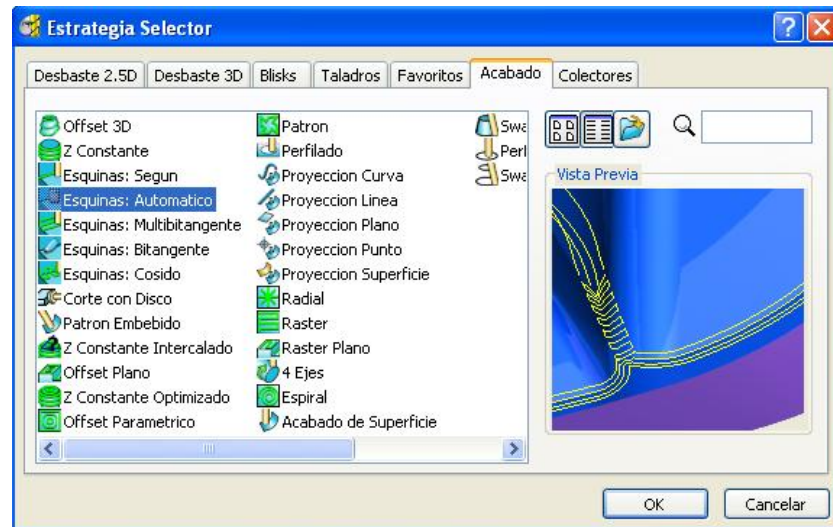 Estrategia Selector
Desbaste 2.5D Desbaste 3D Blisks Taladros Favoritos Acabado Colectores
Offset 3D
Z Constante
Esquinas: Segun
Esquinas: Automatico
Esquinas: Multibitangente
Esquinas: Bitangente
Esquinas: Cosido
Corte con Disco
Patron Embebido
Z Constante Intercalado
Offset Plano
Z Constante Optimizado
Offset Parametrico
Patron
Perfilado
Proyeccion Curva
Proyeccion Linea
Proyeccion Plano
Proyeccion Punto
Proyeccion Superficie
Radial
Raster
Raster Plano
4 Ejes
Espiral
Acabado de Superficie
Swa
Perl
Swa
Vista Previa
OK Cancelar